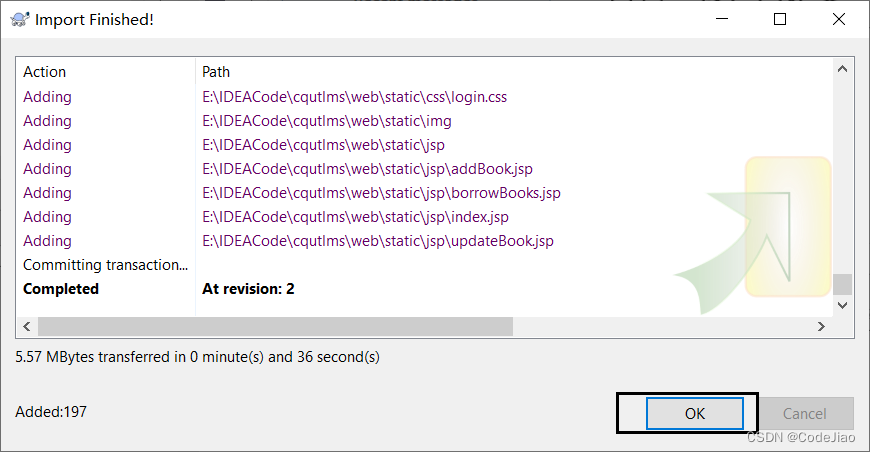 Import Finished!
Action Path
Adding E:\IDEACode\cqutlms\web\static\css\login.css
Adding E:\IDEACode\cqutlms\web\static\img
Adding E:\IDEACode\cqutlms\web\static\jsp
Adding E:\IDEACode\cqutlms\web\static\jsp\addBook.jsp
Adding E:\IDEACode\cqutlms\web\static\jsp\borrowBooks.jsp
Adding E:\IDEACode\cqutlms\web\static\jsp\index.jsp
Adding E:\IDEACode\cqutlms\web\static\jsp\updateBook.jsp
Committing transaction...
Completed At revision: 2
5.57 MBytes transferred in 0 minute(s) and 36 second(s)
Added:197
OK Cancel
CSDN @CodeJiao